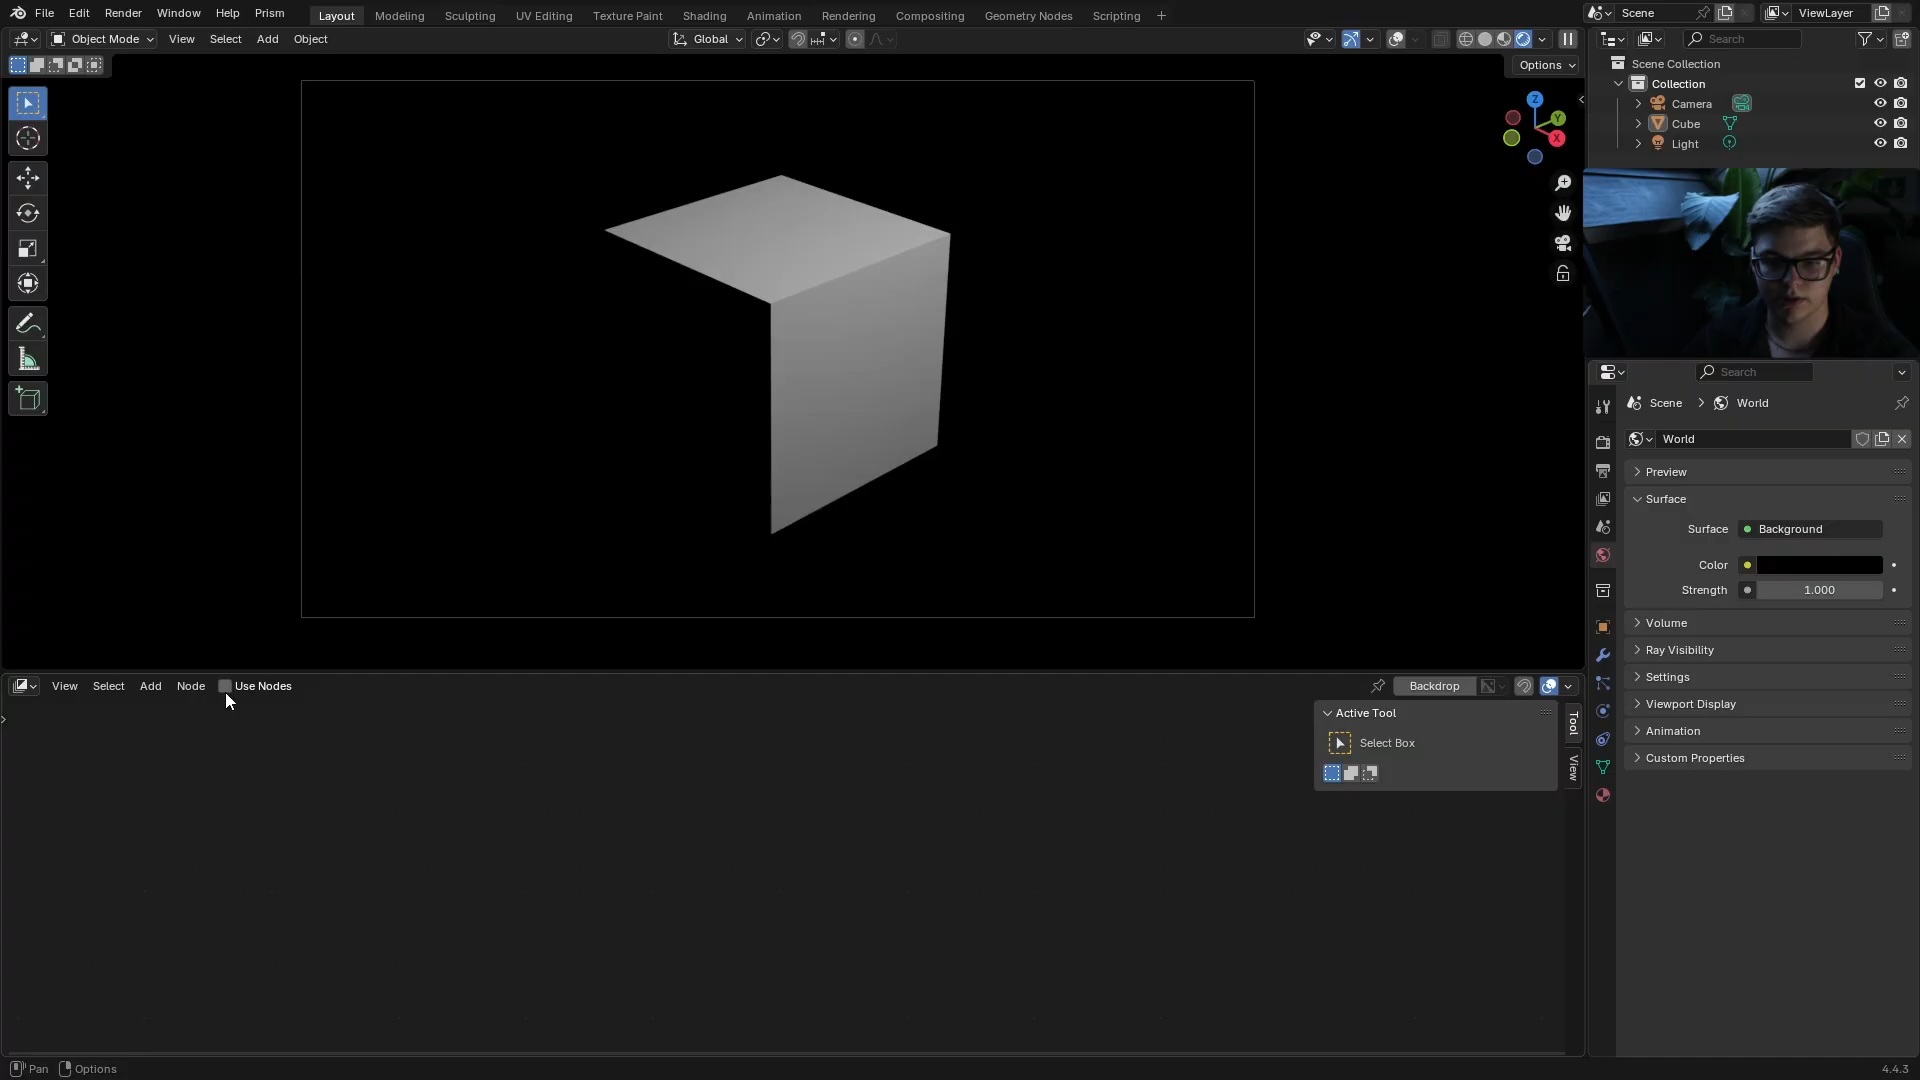 File Edit Render Window Help Prism Layout Modeling Sculpting UV Editing Texture Paint Shading Animation Rendering Compositing Geometry Nodes Scripting + Scene ViewLayer
Object Mode View Select Add Object Global Search
Options
Scene Collection
Collection
Camera
Cube
Light
Z
Y
X
Search
Scene > World
World
Preview
Surface
Surface Background
Color
Strength 1.000
Volume
Ray Visibility
Settings
Viewport Display
Animation
Custom Properties
View Select Add Node Use Nodes Backdrop
Active Tool
Select Box
Tool
View
Pan Options 4.4.3